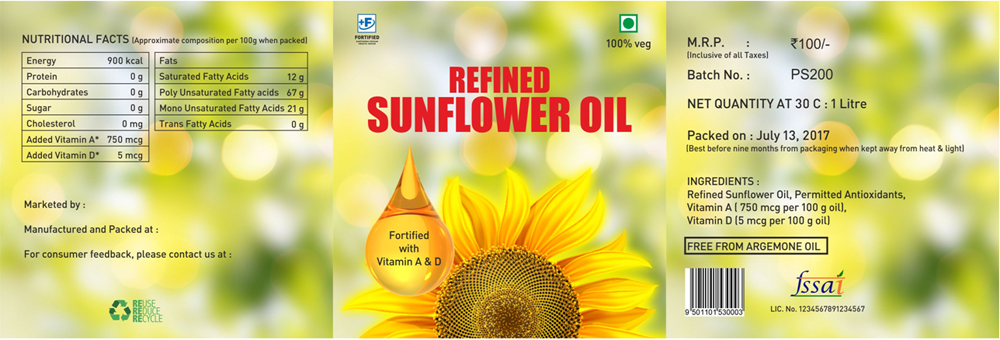 NUTRITIONAL FACTS (Approximate composition per 100g when packed)
Energy 900 kcal
Protein 0 g
Carbohydrates 0 g
Sugar 0 g
Cholesterol 0 mg
Added Vitamin A* 750 mcg
Added Vitamin D* 5 mcg
Fats
Saturated Fatty Acids 12 g
Poly Unsaturated Fatty acids 67 g
Mono Unsaturated Fatty Acids 21 g
Trans Fatty Acids 0 g
Marketed by :
Manufactured and Packed at :
For consumer feedback, please contact us at :
REUSE
REDUCE
RECYCLE
+F
FORTIFIED
100% veg
REFINED
SUNFLOWER OIL
Fortified
with
Vitamin A & D
M.R.P. : ₹100/-
(Inclusive of all Taxes)
Batch No. : PS200
NET QUANTITY AT 30 C : 1 Litre
Packed on : July 13, 2017
(Best before nine months from packaging when kept away from heat & light)
INGREDIENTS :
Refined Sunflower Oil, Permitted Antioxidants,
Vitamin A ( 750 mcg per 100 g oil),
Vitamin D (5 mcg per 100 g oil)
FREE FROM ARGEMONE OIL
9 501101 530003
fssai
LIC. No. 1234567891234567